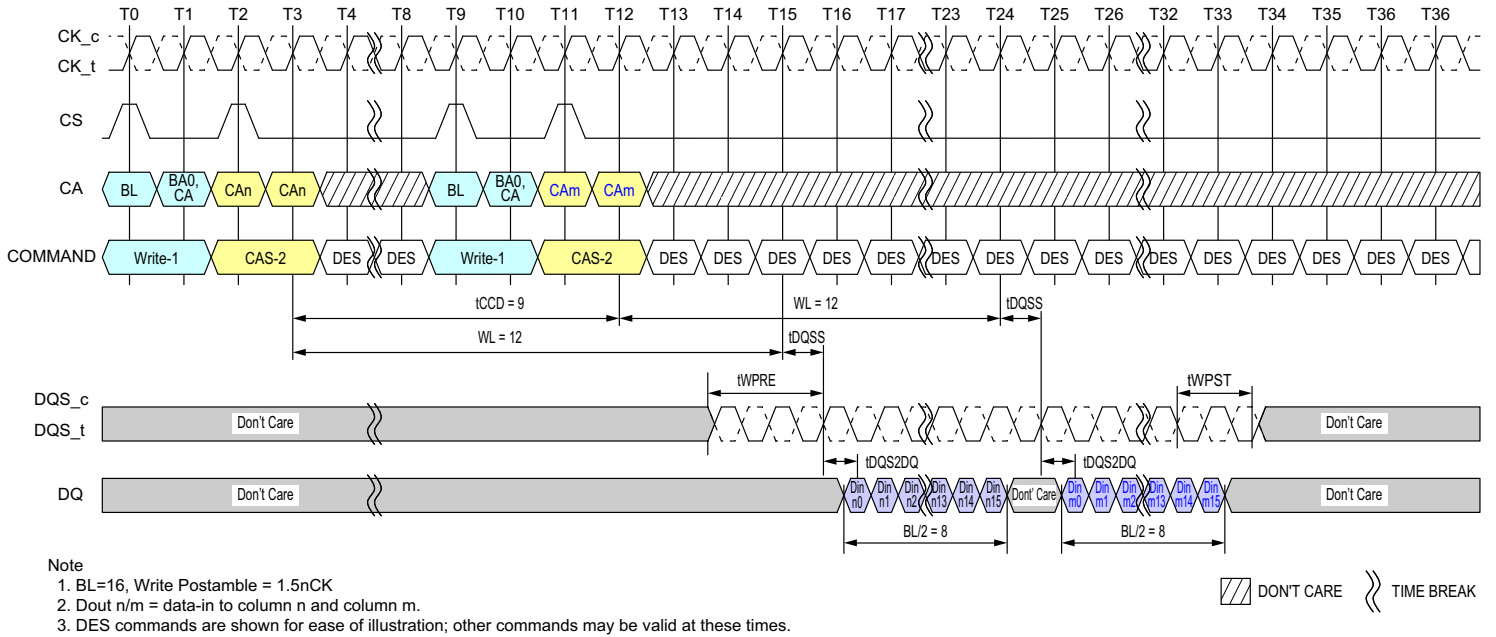 T0 T1 T2 T3 T4 T8 T9 T10 T11 T12 T13 T14 T15 T16 T17 T23 T24 T25 T26 T32 T33 T34 T35 T36 T36
CK_c
CK_t
CS
CA BL BA0, CA CAn CAn BL BA0, CA CAm CAm
COMMAND Write-1 CAS-2 DES DES Write-1 CAS-2 DES DES DES DES DES DES DES DES DES DES DES DES DES DES DES
tCCD = 9 WL = 12 tDQSS
WL = 12 tDQSS
tWPRE tWPST
DQS_c
DQS_t Don't Care Don't Care
tDQS2DQ tDQS2DQ
DQ Don't Care Din n0 Din n1 Din n2 Din n13 Din n14 Din n15 Dont' Care Din m0 Din m1 Din m2 Din m13 Din m14 Din m15 Don't Care
BL/2 = 8 BL/2 = 8
Note
1. BL=16, Write Postamble = 1.5nCK
2. Dout n/m = data-in to column n and column m.
3. DES commands are shown for ease of illustration; other commands may be valid at these times.
DON'T CARE TIME BREAK